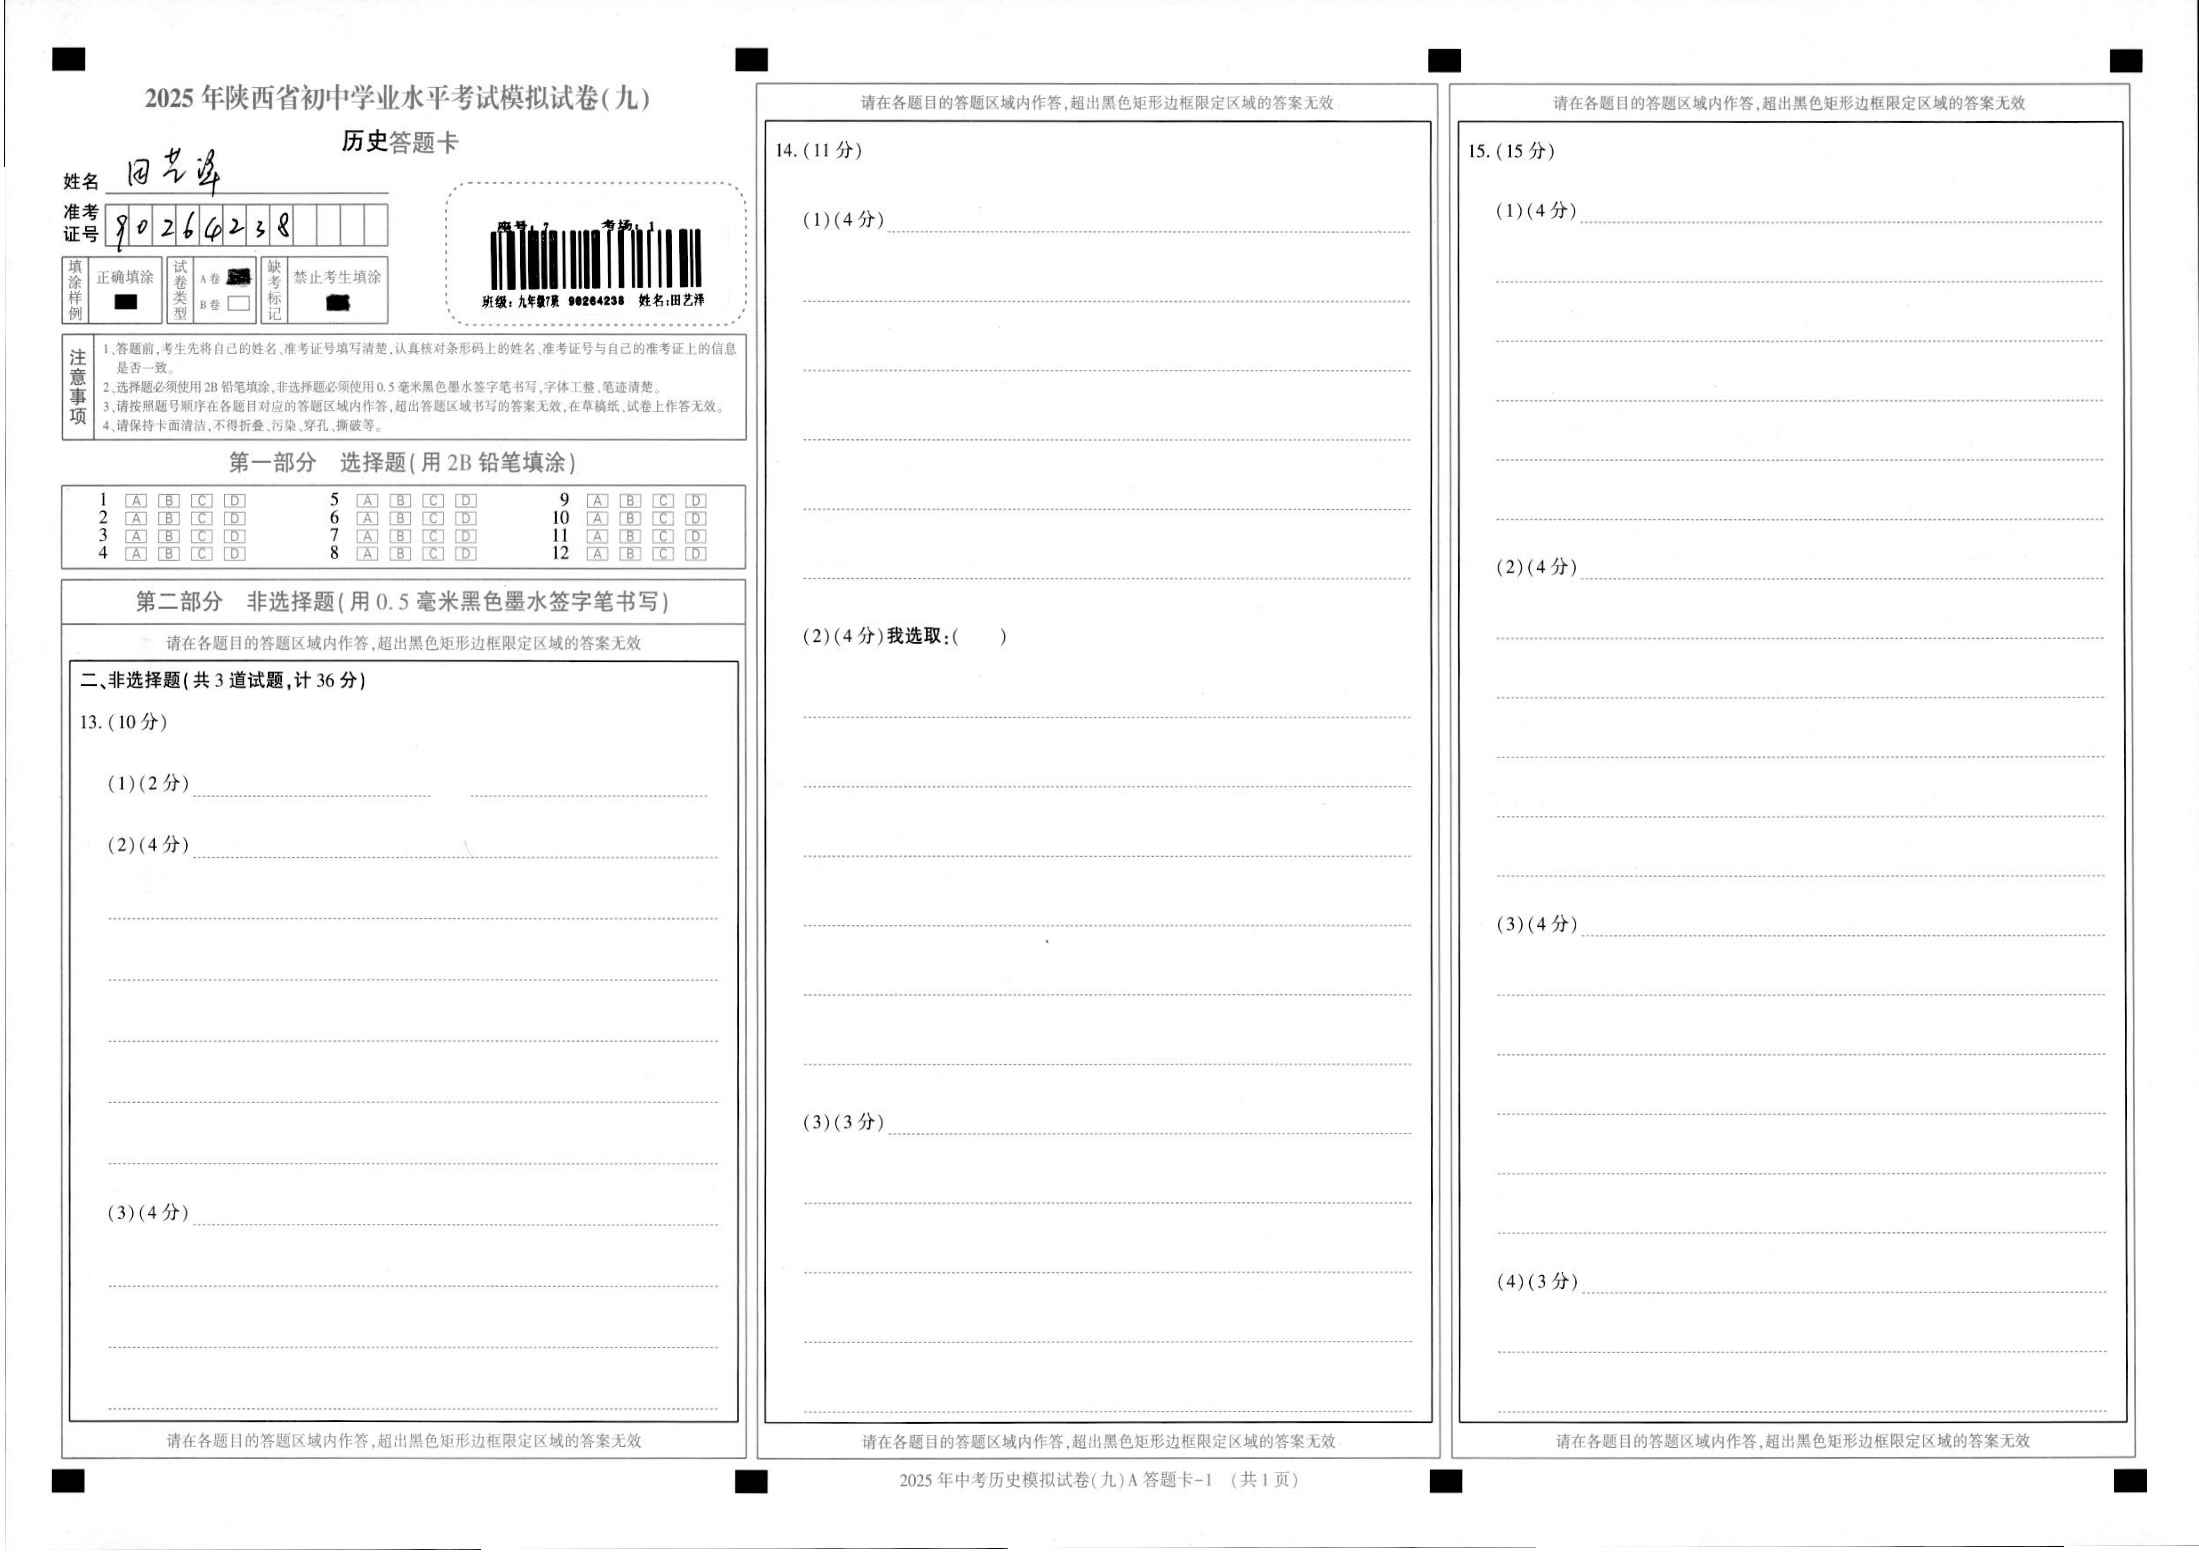 2025年陕西省初中学业水平考试模拟试卷(九)
历史答题卡
姓名 田艺泽
准考证号 90264238
座号:7 考场:1
班级:九年级7班 90264238 姓名:田艺泽
填涂样例 正确填涂
试卷类型 A卷 B卷
缺考标记 禁止考生填涂
注意事项
1、答题前,考生先将自己的姓名、准考证号填写清楚,认真核对条形码上的姓名、准考证号与自己的准考证上的信息
是否一致。
2、选择题必须使用2B铅笔填涂,非选择题必须使用0.5毫米黑色墨水签字笔书写,字体工整、笔迹清楚。
3、请按照题号顺序在各题目对应的答题区域内作答,超出答题区域书写的答案无效,在草稿纸、试卷上作答无效。
4、请保持卡面清洁,不得折叠、污染、穿孔、撕破等。
第一部分 选择题(用2B铅笔填涂)
1 A B C D 5 A B C D 9 A B C D
2 A B C D 6 A B C D 10 A B C D
3 A B C D 7 A B C D 11 A B C D
4 A B C D 8 A B C D 12 A B C D
第二部分 非选择题(用0.5毫米黑色墨水签字笔书写)
请在各题目的答题区域内作答,超出黑色矩形边框限定区域的答案无效
二、非选择题(共3道试题,计36分)
13.(10分)
(1)(2分)
(2)(4分)
(3)(4分)
请在各题目的答题区域内作答,超出黑色矩形边框限定区域的答案无效
请在各题目的答题区域内作答,超出黑色矩形边框限定区域的答案无效
14.(11分)
(1)(4分)
(2)(4分)我选取:( )
(3)(3分)
请在各题目的答题区域内作答,超出黑色矩形边框限定区域的答案无效
请在各题目的答题区域内作答,超出黑色矩形边框限定区域的答案无效
15.(15分)
(1)(4分)
(2)(4分)
(3)(4分)
(4)(3分)
请在各题目的答题区域内作答,超出黑色矩形边框限定区域的答案无效
2025年中考历史模拟试卷(九)A答题卡-1 (共1页)